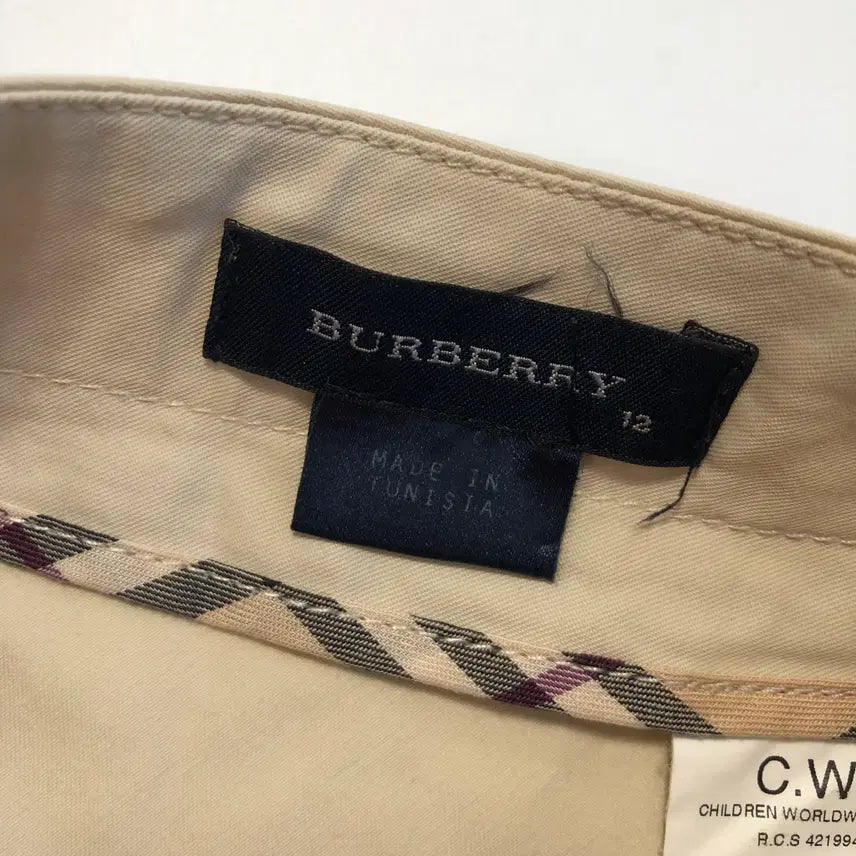 BURBERRY
12
MADE IN
TUNISIA
C.W
CHILDREN WORLDW
R.C.S 421994